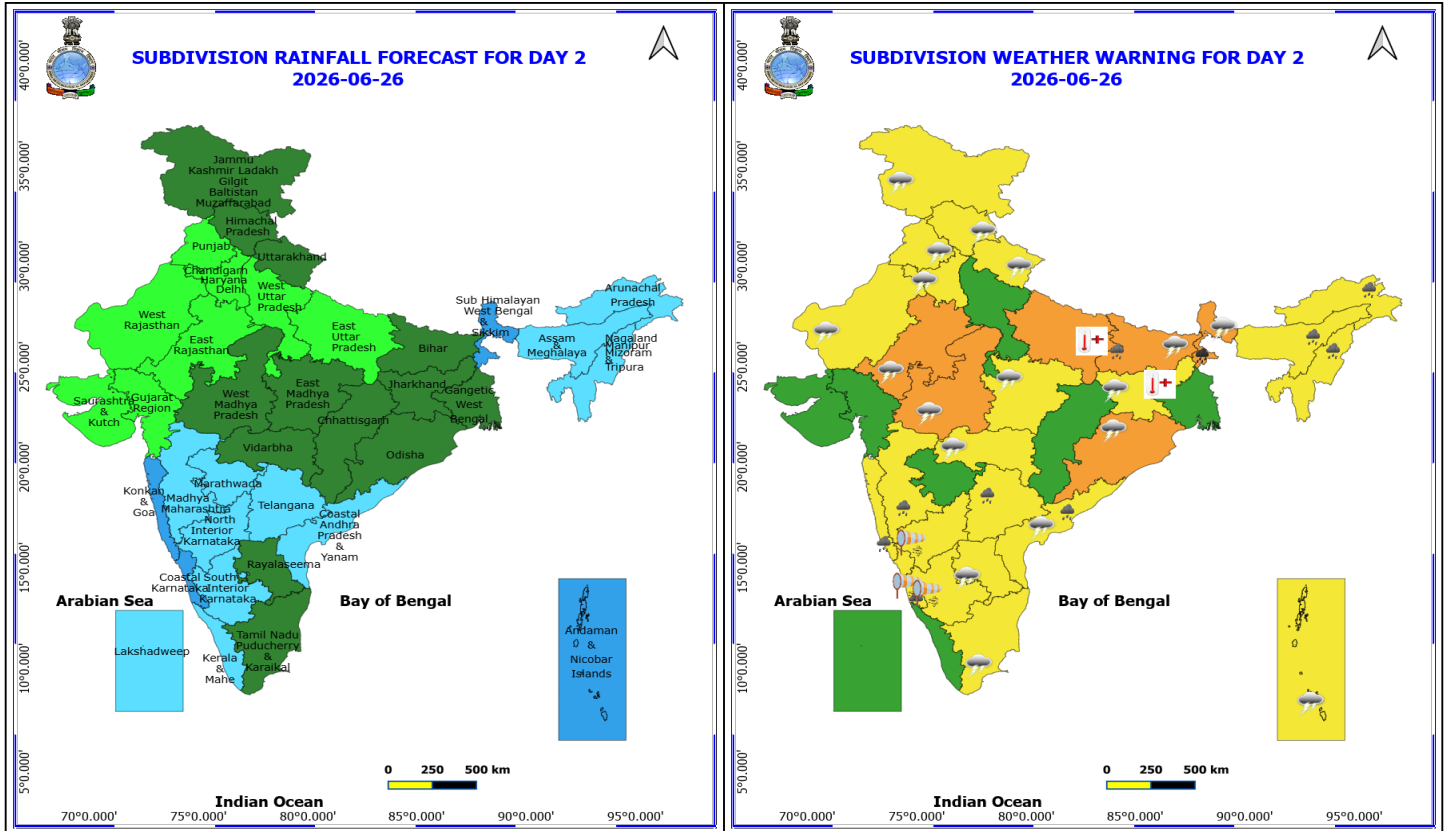 SUBDIVISION RAINFALL FORECAST FOR DAY 2
2026-06-26
40°0.000'
35°0.000'
30°0.000'
25°0.000'
20°0.000'
15°0.000'
10°0.000'
5°0.000'
Jammu
Kashmir Ladakh
Gilgit
Baltistan
Muzaffarabad
Himachal
Pradesh
Punjab
Uttarakhand
Chandigarh
Haryana
Delhi
West
Uttar
Pradesh
West
Rajasthan
East
Rajasthan
East
Uttar
Pradesh
Sub Himalayan
West Bengal
&
Sikkim
Arunachal
Pradesh
Assam
&
Meghalaya
Nagaland
Manipur
Mizoram
&
Tripura
Bihar
Jharkhand
Gangetic
West
Bengal
Saurashtra
&
Kutch
Gujarat
Region
West
Madhya
Pradesh
East
Madhya
Pradesh
Chhattisgarh
Vidarbha
Odisha
Konkan
&
Goa
Madhya
Maharashtra
Marathwada
Telangana
North
Interior
Karnataka
Coastal
Andhra
Pradesh
&
Yanam
Rayalaseema
Coastal
Karnataka
South
Interior
Karnataka
Arabian Sea
Bay of Bengal
Lakshadweep
Tamil Nadu
Puducherry
&
Karaikal
Kerala
&
Mahe
Andaman
&
Nicobar
Islands
0 250 500 km
Indian Ocean
70°0.000' 75°0.000' 80°0.000' 85°0.000' 90°0.000' 95°0.000'
SUBDIVISION WEATHER WARNING FOR DAY 2
2026-06-26
40°0.000'
35°0.000'
30°0.000'
25°0.000'
20°0.000'
15°0.000'
10°0.000'
5°0.000'
Arabian Sea
Bay of Bengal
0 250 500 km
Indian Ocean
70°0.000' 75°0.000' 80°0.000' 85°0.000' 90°0.000' 95°0.000'